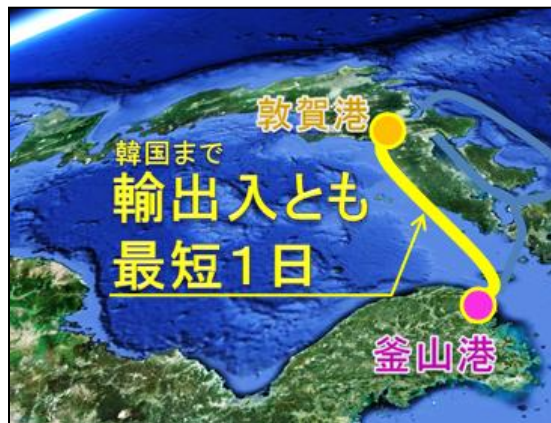 敦賀港
韓国まで
輸出入とも
最短1日
釜山港